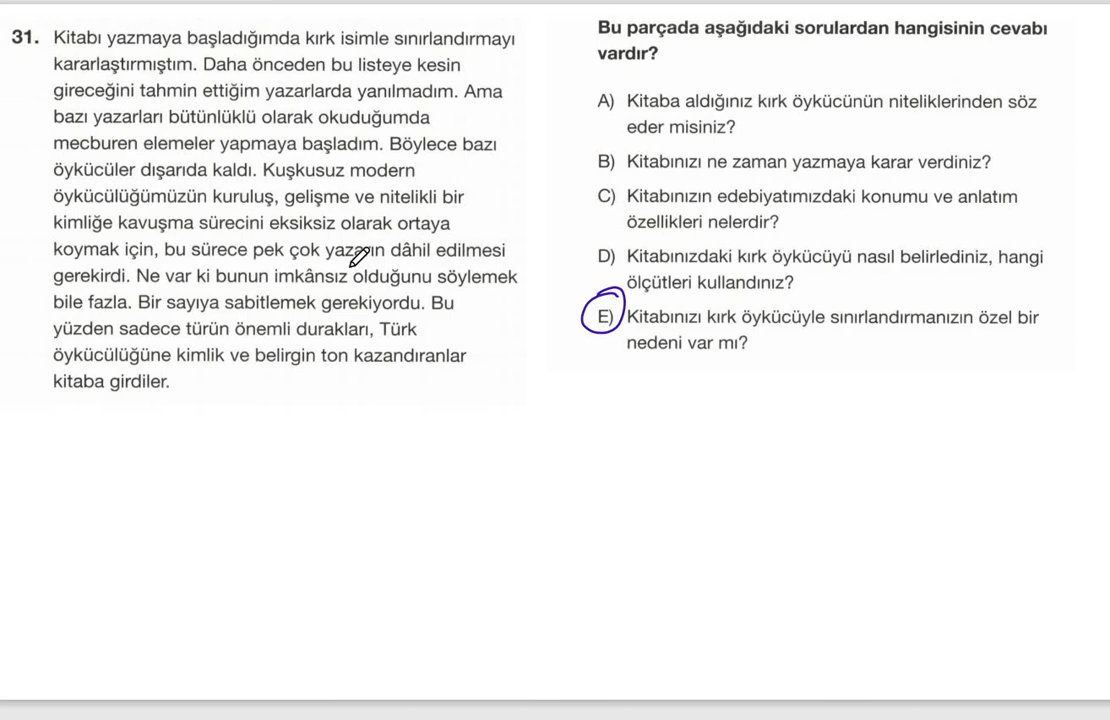 31. Kitabı yazmaya başladığımda kırk isimle sınırlandırmayı
kararlaştırmıştım. Daha önceden bu listeye kesin
gireceğini tahmin ettiğim yazarlarda yanılmadım. Ama
bazı yazarları bütünlüklü olarak okuduğumda
mecburen elemeler yapmaya başladım. Böylece bazı
öykücüler dışarıda kaldı. Kuşkusuz modern
öykücülüğümüzün kuruluş, gelişme ve nitelikli bir
kimliğe kavuşma sürecini eksiksiz olarak ortaya
koymak için, bu sürece pek çok yazarın dâhil edilmesi
gerekirdi. Ne var ki bunun imkânsız olduğunu söylemek
bile fazla. Bir sayıya sabitlemek gerekiyordu. Bu
yüzden sadece türün önemli durakları, Türk
öykücülüğüne kimlik ve belirgin ton kazandıranlar
kitaba girdiler.
Bu parçada aşağıdaki sorulardan hangisinin cevabı
vardır?
A) Kitaba aldığınız kırk öykücünün niteliklerinden söz
eder misiniz?
B) Kitabınızı ne zaman yazmaya karar verdiniz?
C) Kitabınızın edebiyatımızdaki konumu ve anlatım
özellikleri nelerdir?
D) Kitabınızdaki kırk öykücüyü nasıl belirlediniz, hangi
ölçütleri kullandınız?
E) Kitabınızı kırk öykücüyle sınırlandırmanızın özel bir
nedeni var mı?